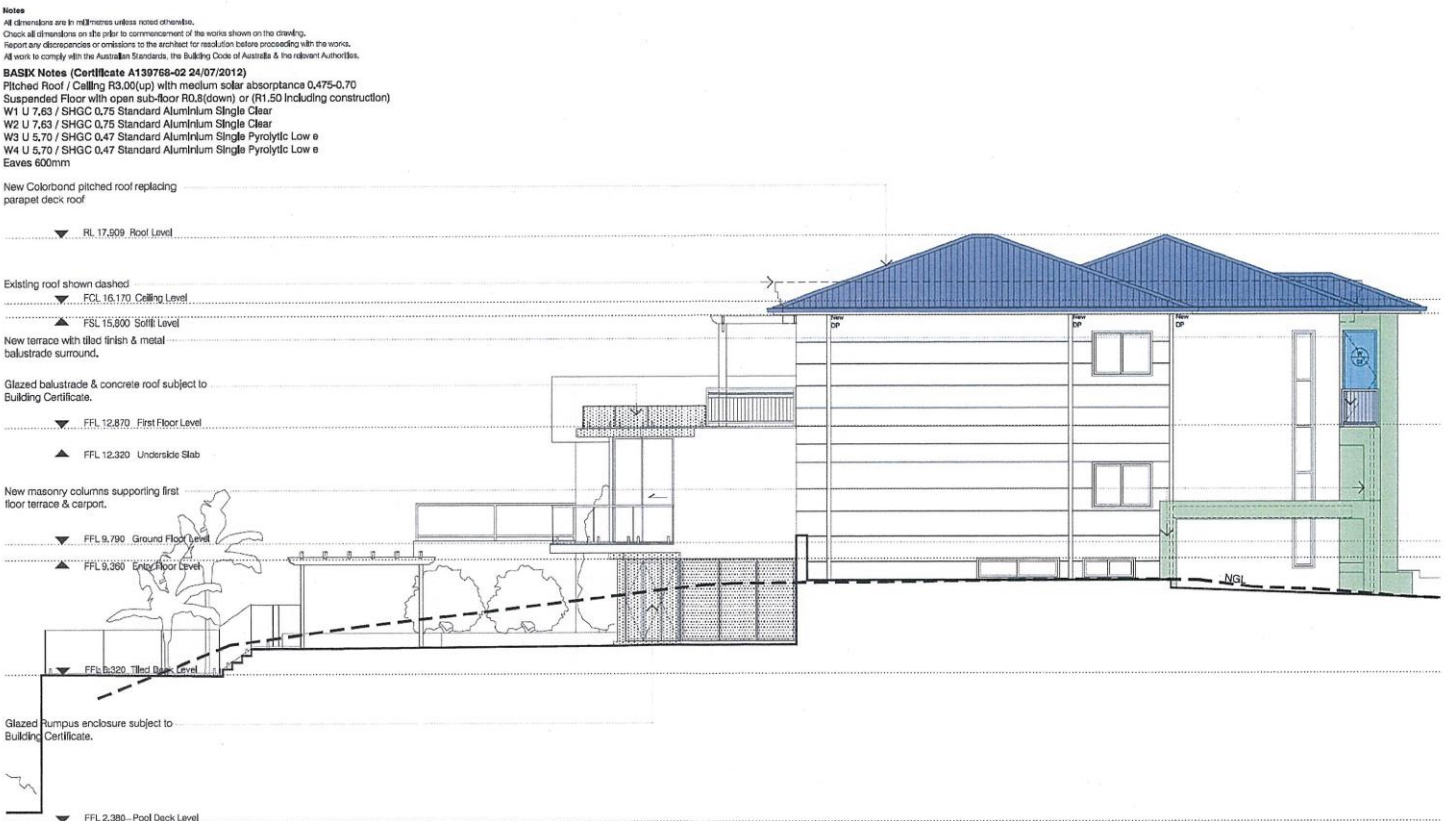 Notes
All dimensions are in millimetres unless noted otherwise.
Check all dimensions on site prior to commencement of the works shown on the drawing.
Report any discrepancies or omissions to the architect for resolution before proceeding with the works.
All work to comply with the Australian Standards, the Building Code of Australia & the relevant Authorities.
BASIX Notes (Certificate A139768-02 24/07/2012)
Pitched Roof / Ceiling R3.00(up) with medium solar absorptance 0.475-0.70
Suspended Floor with open sub-floor R0.8(down) or (R1.50 including construction)
W1 U 7.63 / SHGC 0.75 Standard Aluminium Single Clear
W2 U 7.63 / SHGC 0.75 Standard Aluminium Single Clear
W3 U 5.70 / SHGC 0.47 Standard Aluminium Single Pyrolytic Low e
W4 U 5.70 / SHGC 0.47 Standard Aluminium Single Pyrolytic Low e
Eaves 600mm
New Colorbond pitched roof replacing
parapet deck roof
RL 17.909 Roof Level
Existing roof shown dashed
FCL 16.170 Ceiling Level
FSL 15.800 Soffit Level
New DP
New DP
New DP
New terrace with tiled finish & metal
balustrade surround.
Glazed balustrade & concrete roof subject to
Building Certificate.
FFL 12.870 First Floor Level
FFL 12.320 Underside Slab
New masonry columns supporting first
floor terrace & carport.
FFL 9.790 Ground Floor Level
FFL 9.360 Entry Floor Level
NGL
Tiled Deck Level
Glazed Rumpus enclosure subject to
Building Certificate.
FFL 2.380 Pool Deck Level